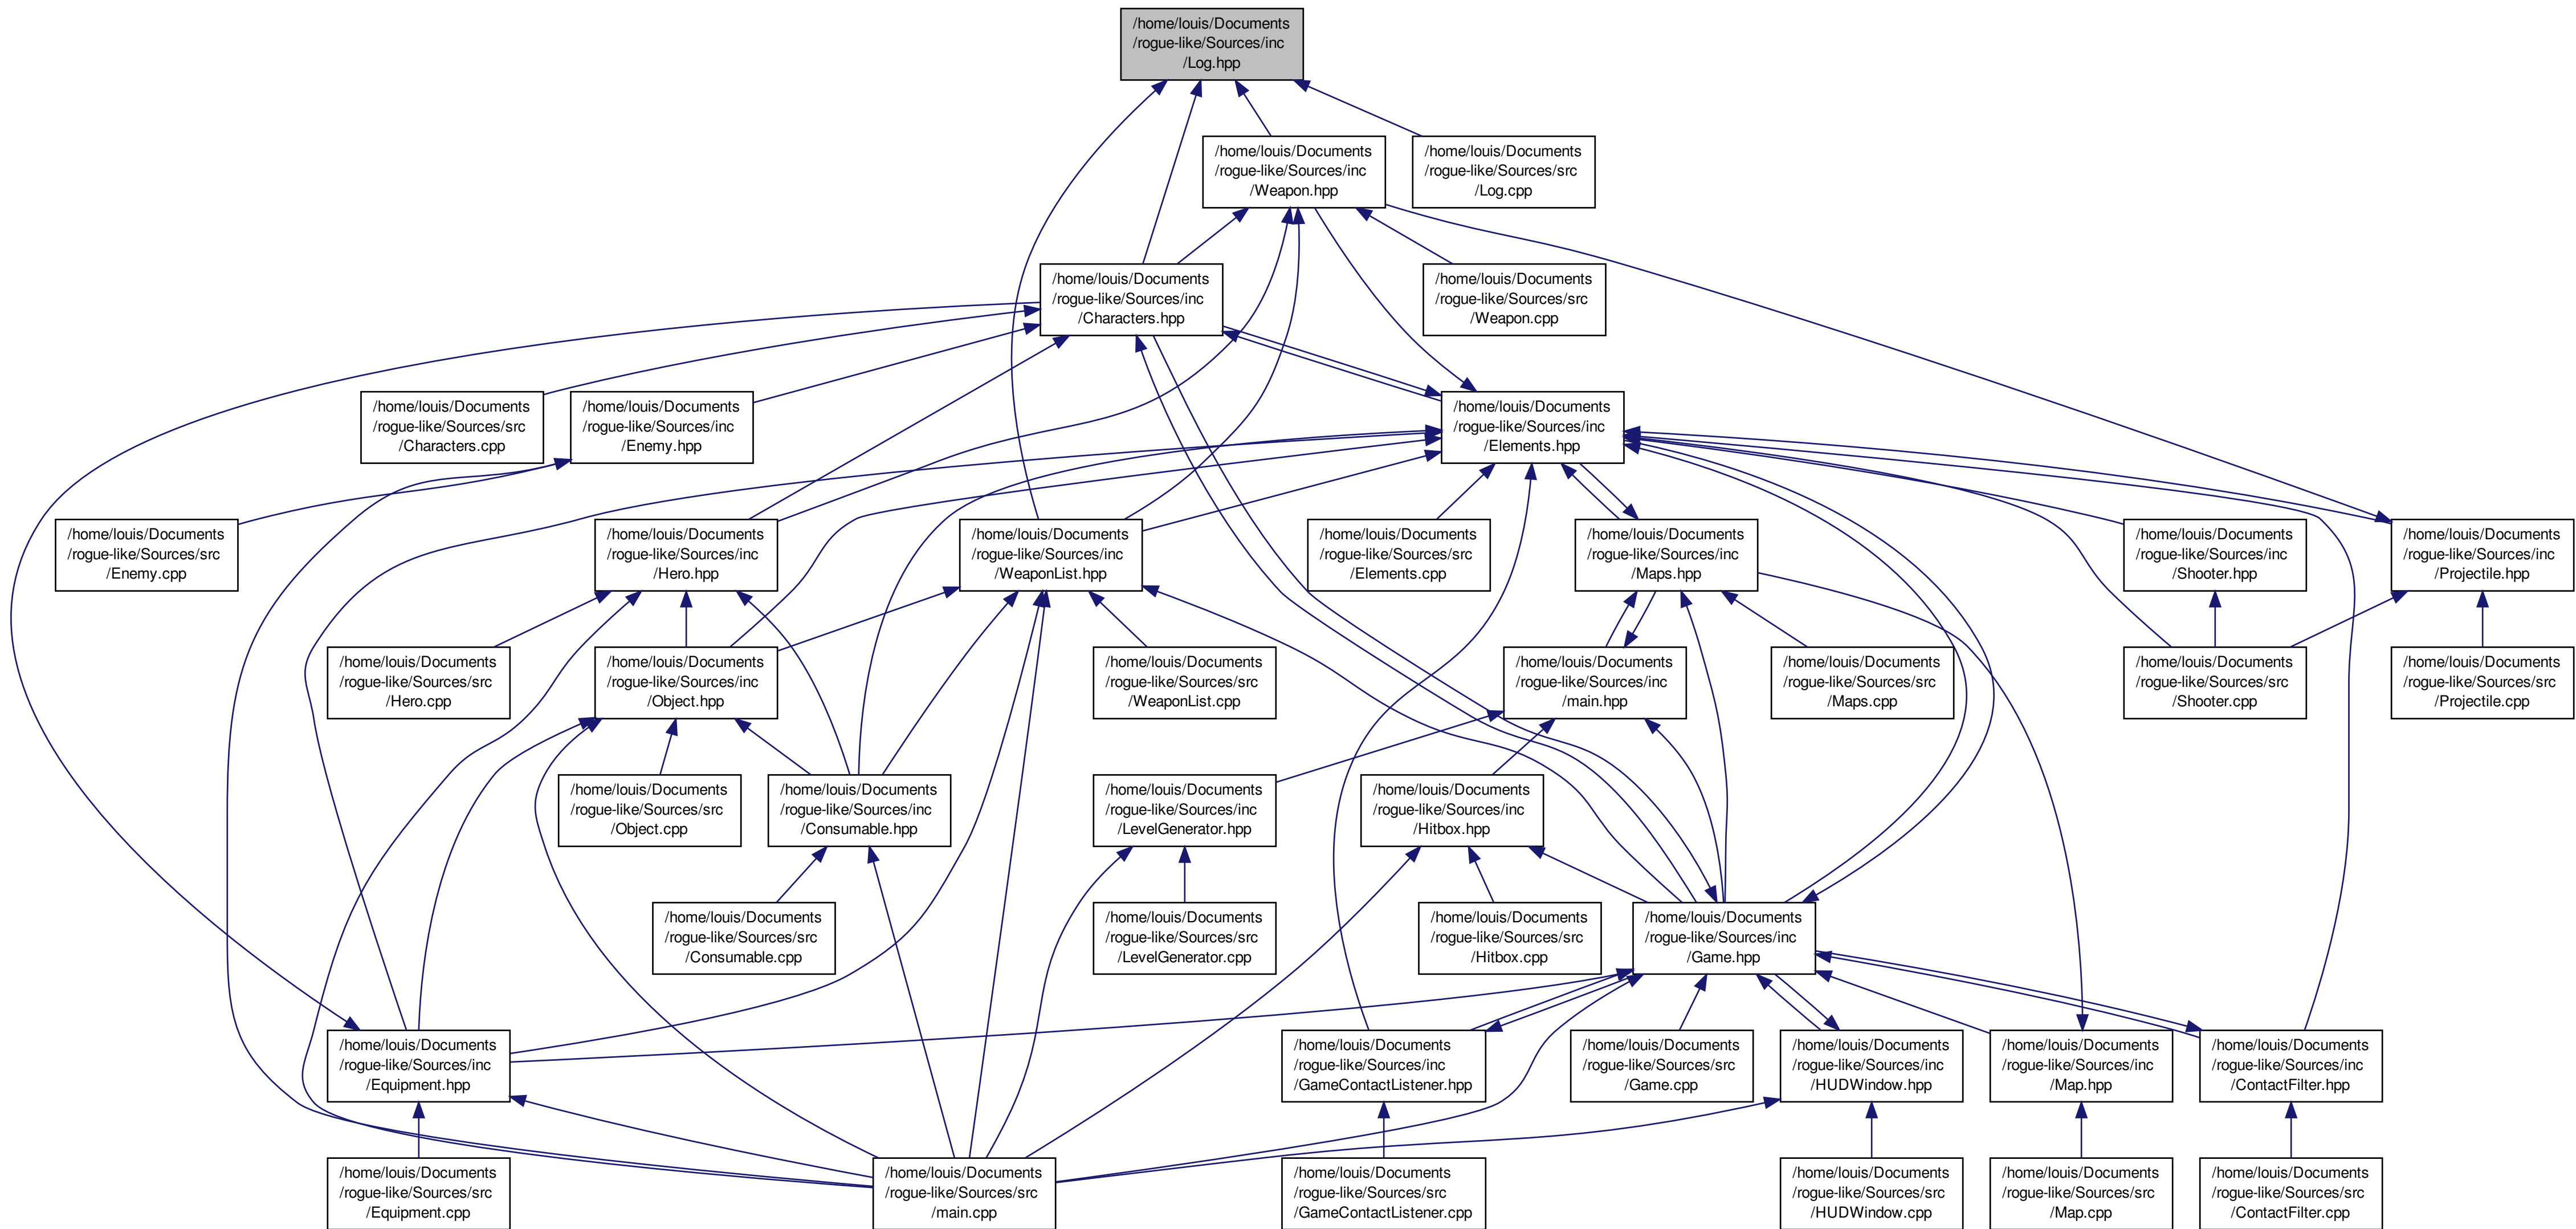 /home/louis/Documents
/rogue-like/Sources/inc
/Log.hpp
/home/louis/Documents
/rogue-like/Sources/inc
/Weapon.hpp
/home/louis/Documents
/rogue-like/Sources/src
/Log.cpp
/home/louis/Documents
/rogue-like/Sources/inc
/Characters.hpp
/home/louis/Documents
/rogue-like/Sources/src
/Weapon.cpp
/home/louis/Documents
/rogue-like/Sources/src
/Characters.cpp
/home/louis/Documents
/rogue-like/Sources/inc
/Enemy.hpp
/home/louis/Documents
/rogue-like/Sources/inc
/Elements.hpp
/home/louis/Documents
/rogue-like/Sources/src
/Enemy.cpp
/home/louis/Documents
/rogue-like/Sources/inc
/Hero.hpp
/home/louis/Documents
/rogue-like/Sources/inc
/WeaponList.hpp
/home/louis/Documents
/rogue-like/Sources/src
/Elements.cpp
/home/louis/Documents
/rogue-like/Sources/inc
/Maps.hpp
/home/louis/Documents
/rogue-like/Sources/inc
/Shooter.hpp
/home/louis/Documents
/rogue-like/Sources/inc
/Projectile.hpp
/home/louis/Documents
/rogue-like/Sources/src
/Hero.cpp
/home/louis/Documents
/rogue-like/Sources/inc
/Object.hpp
/home/louis/Documents
/rogue-like/Sources/src
/WeaponList.cpp
/home/louis/Documents
/rogue-like/Sources/inc
/main.hpp
/home/louis/Documents
/rogue-like/Sources/src
/Maps.cpp
/home/louis/Documents
/rogue-like/Sources/src
/Shooter.cpp
/home/louis/Documents
/rogue-like/Sources/src
/Projectile.cpp
/home/louis/Documents
/rogue-like/Sources/src
/Object.cpp
/home/louis/Documents
/rogue-like/Sources/inc
/Consumable.hpp
/home/louis/Documents
/rogue-like/Sources/inc
/LevelGenerator.hpp
/home/louis/Documents
/rogue-like/Sources/inc
/Hitbox.hpp
/home/louis/Documents
/rogue-like/Sources/src
/Consumable.cpp
/home/louis/Documents
/rogue-like/Sources/src
/LevelGenerator.cpp
/home/louis/Documents
/rogue-like/Sources/src
/Hitbox.cpp
/home/louis/Documents
/rogue-like/Sources/inc
/Game.hpp
/home/louis/Documents
/rogue-like/Sources/inc
/Equipment.hpp
/home/louis/Documents
/rogue-like/Sources/inc
/GameContactListener.hpp
/home/louis/Documents
/rogue-like/Sources/src
/Game.cpp
/home/louis/Documents
/rogue-like/Sources/inc
/HUDWindow.hpp
/home/louis/Documents
/rogue-like/Sources/inc
/Map.hpp
/home/louis/Documents
/rogue-like/Sources/inc
/ContactFilter.hpp
/home/louis/Documents
/rogue-like/Sources/src
/Equipment.cpp
/home/louis/Documents
/rogue-like/Sources/src
/main.cpp
/home/louis/Documents
/rogue-like/Sources/src
/GameContactListener.cpp
/home/louis/Documents
/rogue-like/Sources/src
/HUDWindow.cpp
/home/louis/Documents
/rogue-like/Sources/src
/Map.cpp
/home/louis/Documents
/rogue-like/Sources/src
/ContactFilter.cpp